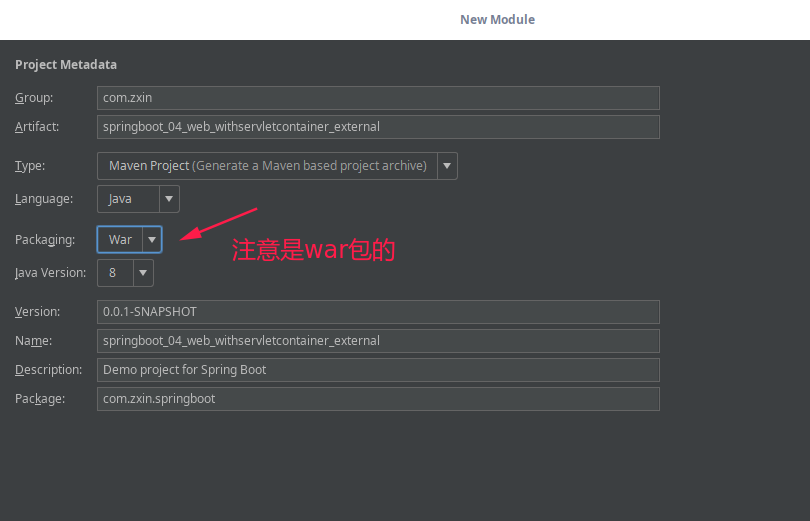 New Module
Project Metadata
Group: com.zxin
Artifact: springboot_04_web_withservletcontainer_external
Type: Maven Project (Generate a Maven based project archive)
Language: Java
Packaging: War
注意是war包的
Java Version: 8
Version: 0.0.1-SNAPSHOT
Name: springboot_04_web_withservletcontainer_external
Description: Demo project for Spring Boot
Package: com.zxin.springboot